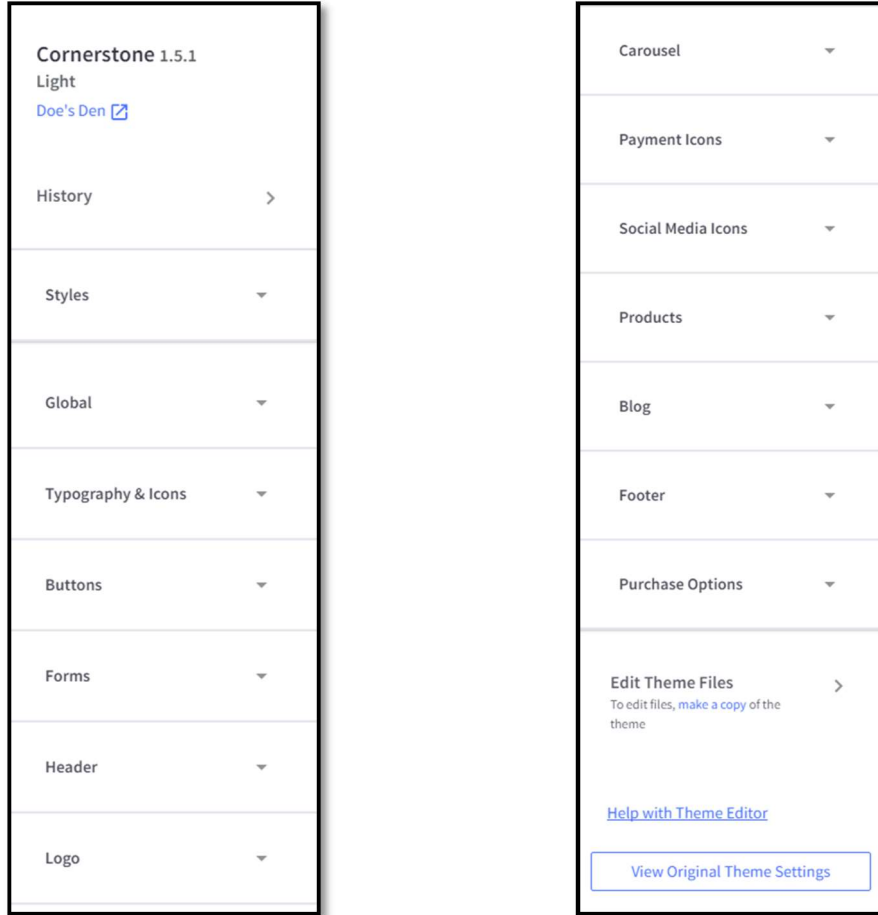 Cornerstone 1.5.1
Light
Doe's Den
History
Styles
Global
Typography & Icons
Buttons
Forms
Header
Logo
Carousel
Payment Icons
Social Media Icons
Products
Blog
Footer
Purchase Options
Edit Theme Files
To edit files, make a copy of the
theme
Help with Theme Editor
View Original Theme Settings